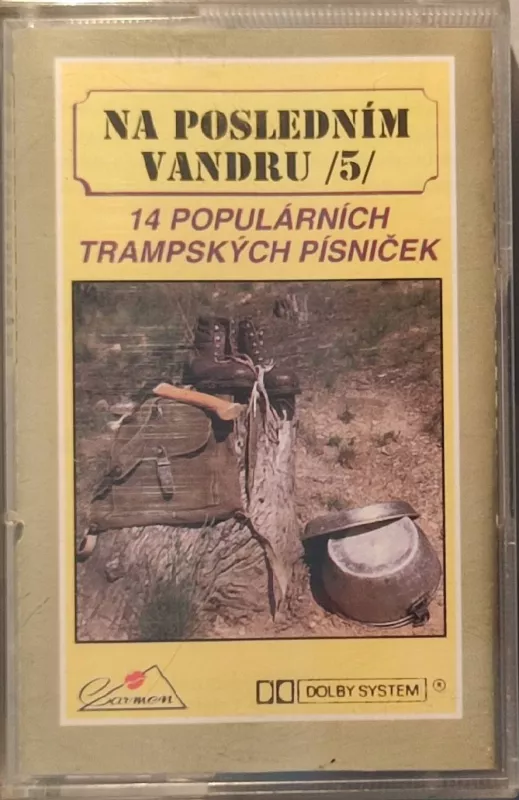 NA POSLEDNÍM
VANDRU /5/
14 POPULÁRNÍCH
TRAMPSKÝCH PÍSNIČEK
Carmen
DOLBY SYSTEM ®